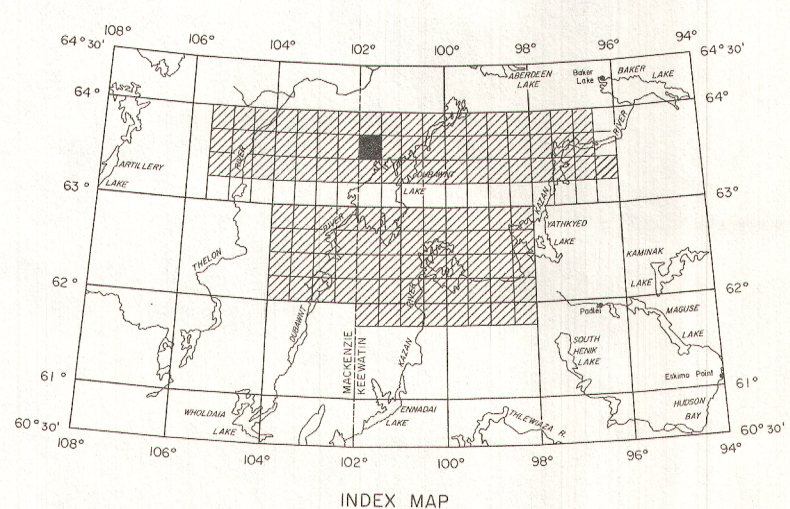 108° 106° 104° 102° 100° 98° 96° 94°
64° 30' 64° 30'
ABERDEEN
LAKE
Baker
Lake
BAKER LAKE
64° 64°
RIVER
RIVER
ARTILLERY
LAKE
DUBAWNT
LAKE
63° 63°
KAZAN
RIVER
YATHKYED
LAKE
THELON
KAMINAK
LAKE
62° 62°
RIVER
DUBAWNT
Padlei
MAGUSE
LAKE
MACKENZIE
KEEWATIN
KAZAN
SOUTH
HENIK
LAKE
Eskimo Point
61° 61°
WHOLDAIA
LAKE
ENNADAI
LAKE
THLEWIAZA R.
HUDSON
BAY
60° 30' 60° 30'
108° 106° 104° 102° 100° 98° 96° 94°
INDEX MAP